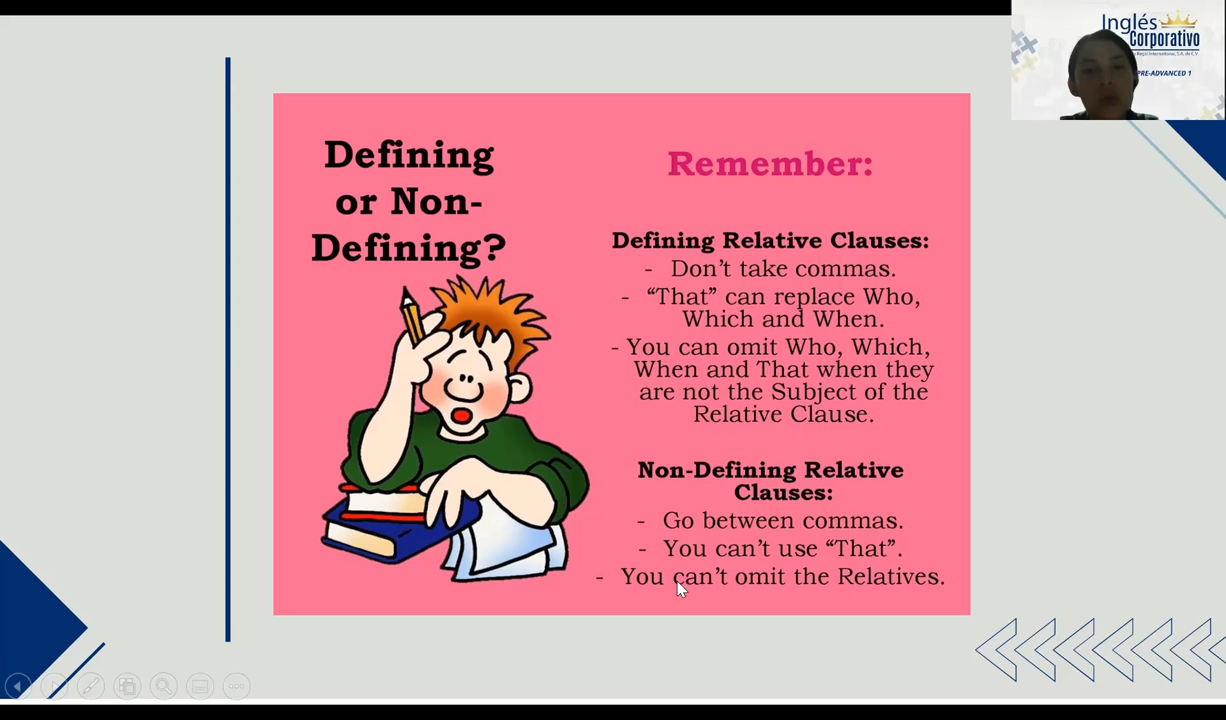 Inglés
Corporativo
PRE-ADVANCED 1
Defining
or Non-
Defining?
Remember:
Defining Relative Clauses:
- Don’t take commas.
- “That” can replace Who,
Which and When.
- You can omit Who, Which,
When and That when they
are not the Subject of the
Relative Clause.
Non-Defining Relative
Clauses:
- Go between commas.
- You can’t use “That”.
- You can’t omit the Relatives.